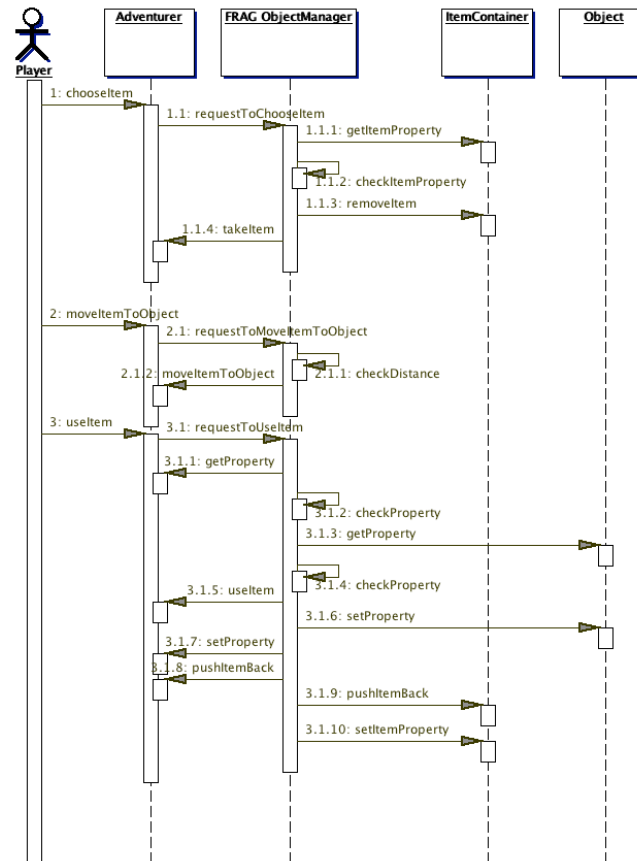 Adventurer
FRAG ObjectManager
ItemContainer
Object
Player
1: chooseItem
1.1: requestToChooseItem
1.1.1: getItemProperty
1.1.2: checkItemProperty
1.1.3: removeItem
1.1.4: takeItem
2: moveItemToObject
2.1: requestToMoveItemToObject
2.1.1: checkDistance
2.1.2: moveItemToObject
3: useItem
3.1: requestToUseItem
3.1.1: getProperty
3.1.2: checkProperty
3.1.3: getProperty
3.1.4: checkProperty
3.1.5: useItem
3.1.6: setProperty
3.1.7: setProperty
3.1.8: pushItemBack
3.1.9: pushItemBack
3.1.10: setItemProperty